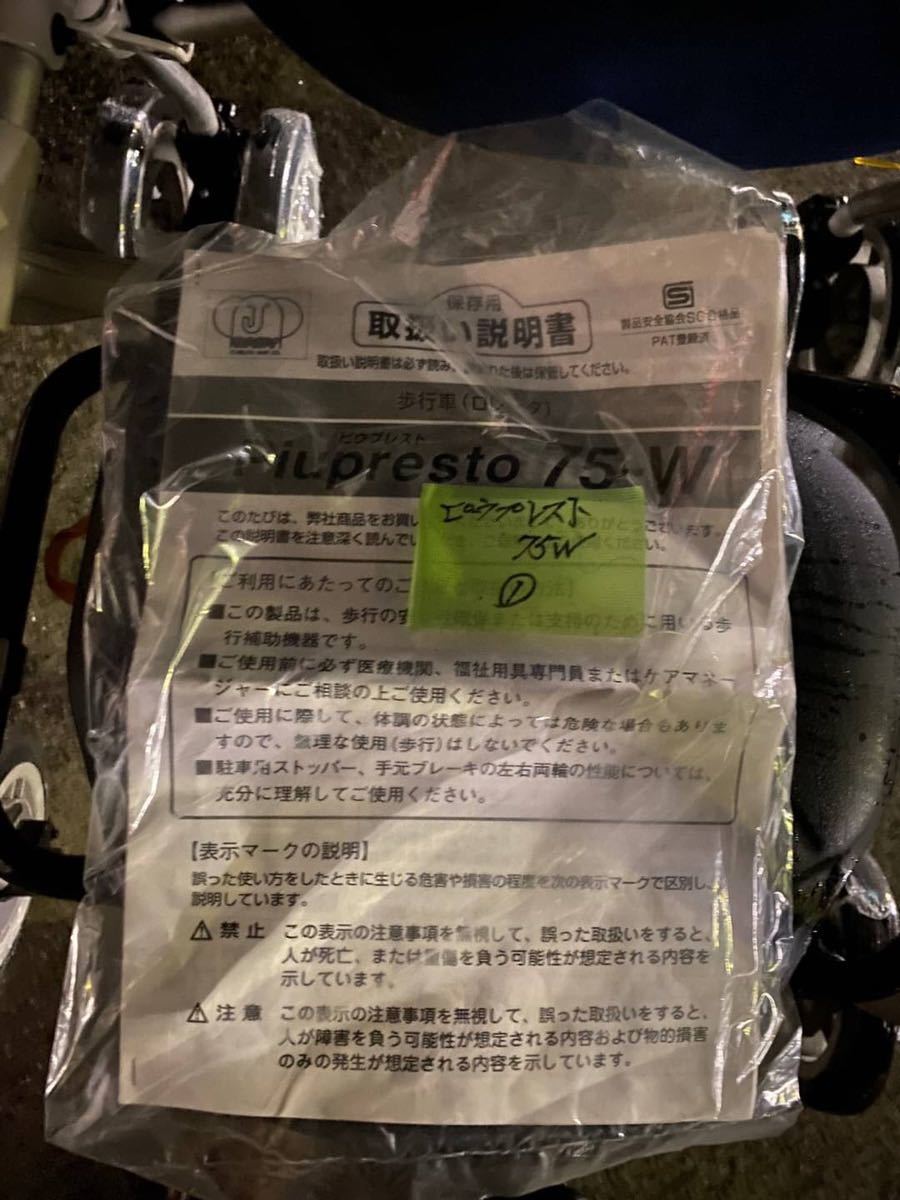 保存用
取扱い説明書
製品安全協会SG合格品
PAT登録済
取扱い説明書は必ず読み、た後は保管してください。
歩行車(ロ
ピウプレスト
Piupresto 75-W
このたびは、弊社商品をお買い
この説明書を注意深く読んでい ください。
ピウプレスト
75W
①
ご利用にあたってのご
■この製品は、歩行の安 または支持のために用いる歩
行補助機器です。
■ご使用前に必ず医療機関、福祉用具専門員またはケアマネー
ジャーにご相談の上ご使用ください。
■ご使用に際して、体調の状態によっては危険な場合もありま
すので、無理な使用(歩行)はしないでください。
■駐車用ストッパー、手元ブレーキの左右両輪の性能については、
充分に理解してご使用ください。
【表示マークの説明】
誤った使い方をしたときに生じる危害や損害の程度を次の表示マークで区別し、
説明しています。
⚠ 禁止 この表示の注意事項を無視して、誤った取扱いをすると、
人が死亡、または重傷を負う可能性が想定される内容を
示しています。
⚠ 注意 この表示の注意事項を無視して、誤った取扱いをすると、
人が障害を負う可能性が想定される内容および物的損害
のみの発生が想定される内容を示しています。